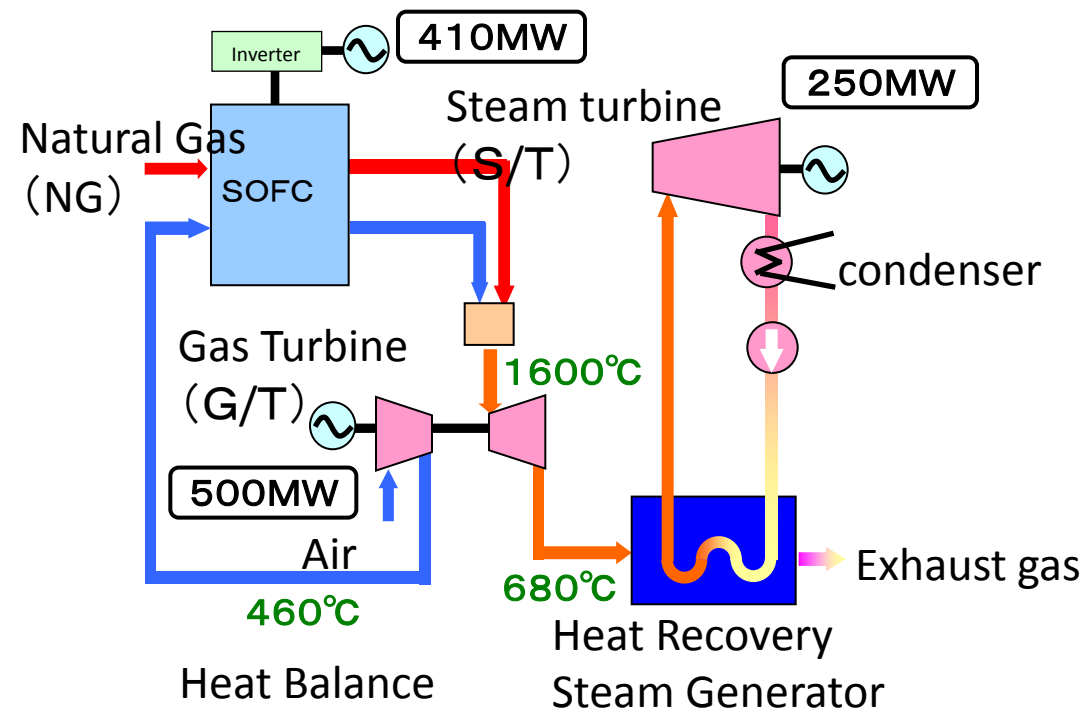 Inverter
410MW
250MW
Steam turbine
（S/T）
Natural Gas
（NG）
SOFC
condenser
Gas Turbine
（G/T）
1600℃
500MW
Air
460℃
680℃
Exhaust gas
Heat Recovery
Steam Generator
Heat Balance